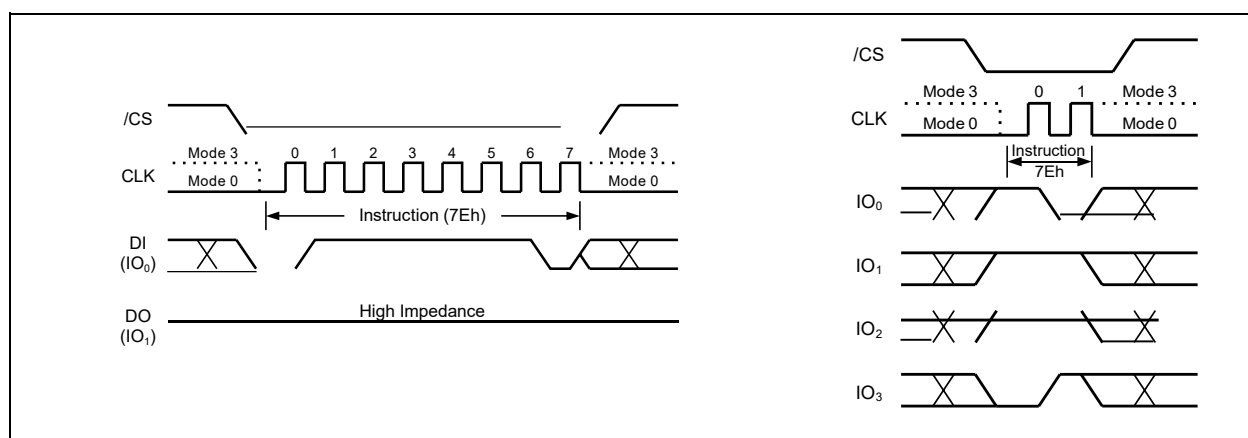 /CS
Mode 3 0 1 2 3 4 5 6 7 Mode 3
CLK
Mode 0 Mode 0
Instruction (7Eh)
DI
(IO₀)
High Impedance
DO
(IO₁)
/CS
Mode 3 0 1 Mode 3
CLK
Mode 0 Mode 0
Instruction
7Eh
IO₀
IO₁
IO₂
IO₃